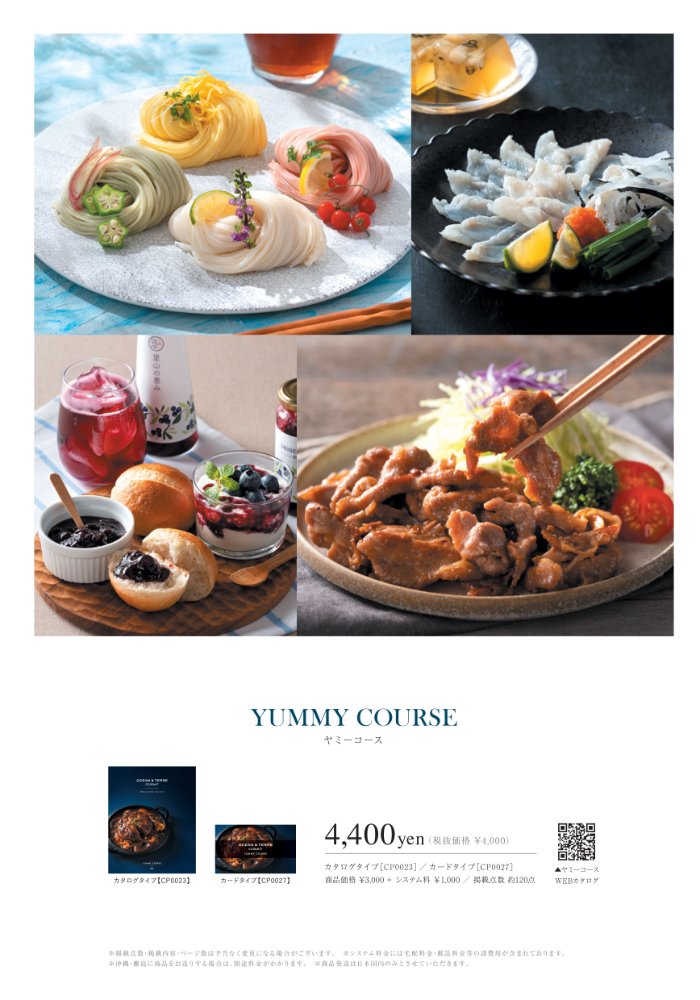 里山の恵み
YUMMY COURSE
ヤミーコース
OCEAN & TERRE
GOURMET
YUMMY COURSE
OCEAN & TERRE
GOURMET
YUMMY COURSE
カタログタイプ【CP0023】
カードタイプ【CP0027】
4,400yen（税抜価格 ¥4,000）
カタログタイプ［CP0023］／ カードタイプ［CP0027］
商品価格 ¥3,000 + システム料 ¥1,000 ／ 掲載点数 約120点
▲ヤミーコース
WEBカタログ
※掲載点数・掲載内容・ページ数は予告なく変更になる場合がございます。 ※システム料金には宅配料金・郵送料金等の諸費用が含まれております。
※沖縄・離島に商品をお送りする場合は、別途料金がかかります。 ※商品発送は日本国内のみとさせていただきます。